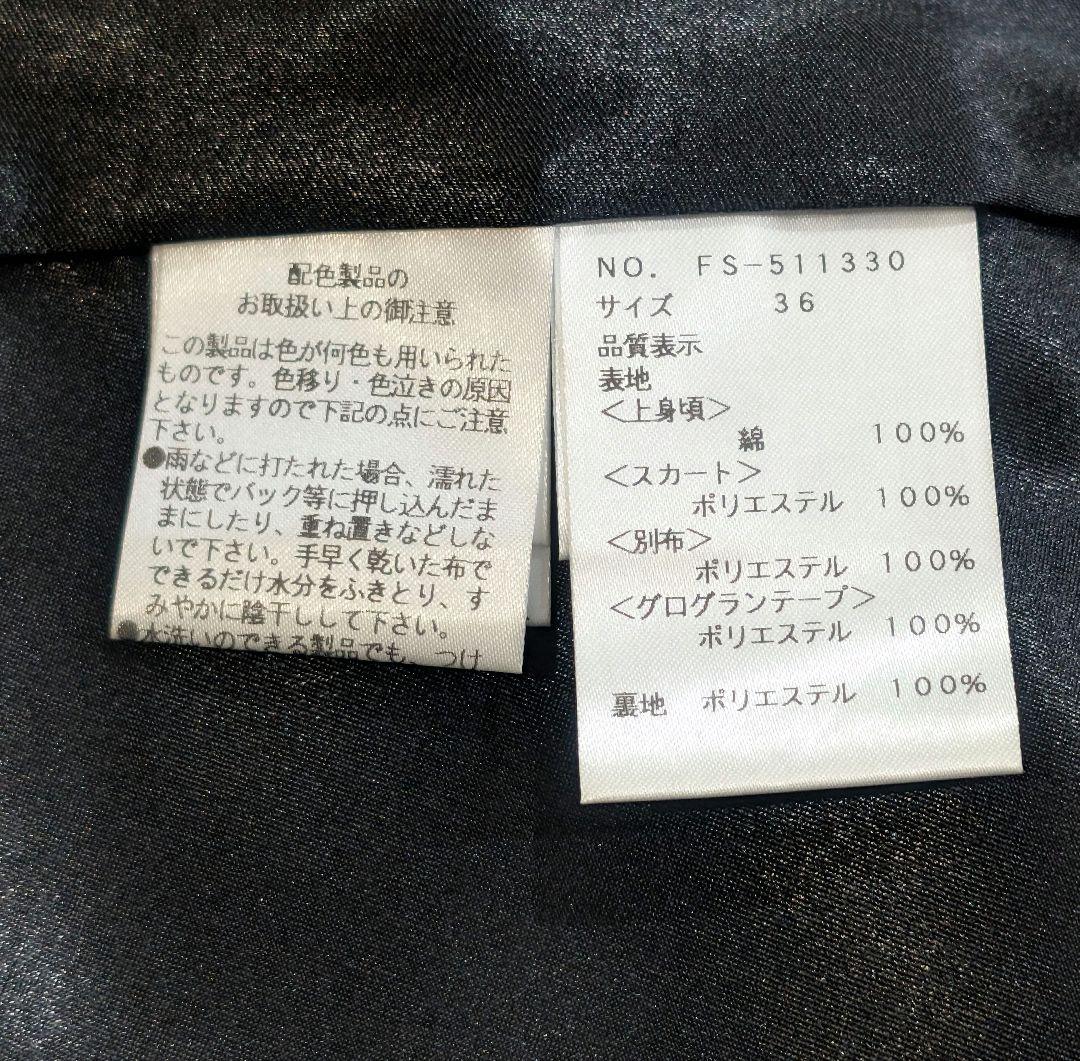 配色製品の
お取扱い上の御注意
この製品は色が何色も用いられた
ものです。色移り・色泣きの原因
となりますので下記の点にご注意
下さい。
●雨などに打たれた場合、濡れた
状態でバック等に押し込んだま
まにしたり、重ね置きなどしな
いで下さい。手早く乾いた布で
できるだけ水分をふきとり、す
みやかに陰干しして下さい。
●水洗いのできる製品でも、つけ
NO. FS-511330
サイズ 36
品質表示
表地
<上身頃>
綿 100%
<スカート>
ポリエステル 100%
<別布>
ポリエステル 100%
<グログランテープ>
ポリエステル 100%
裏地 ポリエステル 100%